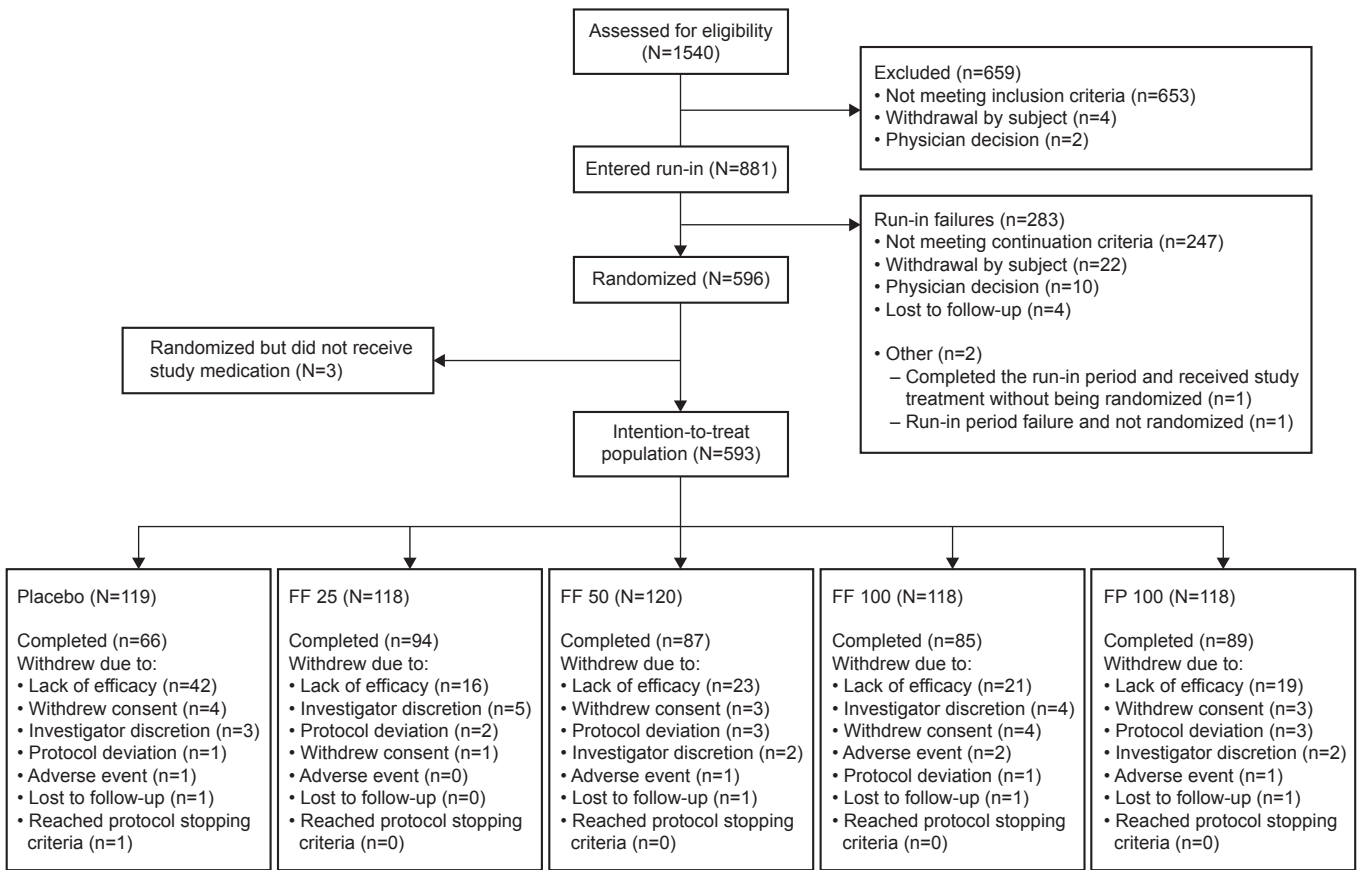 Assessed for eligibility
(N=1540)
Excluded (n=659)
• Not meeting inclusion criteria (n=653)
• Withdrawal by subject (n=4)
• Physician decision (n=2)
Entered run-in (N=881)
Run-in failures (n=283)
• Not meeting continuation criteria (n=247)
• Withdrawal by subject (n=22)
• Physician decision (n=10)
• Lost to follow-up (n=4)
• Other (n=2)
– Completed the run-in period and received study
treatment without being randomized (n=1)
– Run-in period failure and not randomized (n=1)
Randomized (N=596)
Randomized but did not receive
study medication (N=3)
Intention-to-treat
population (N=593)
Placebo (N=119)
Completed (n=66)
Withdrew due to:
• Lack of efficacy (n=42)
• Withdrew consent (n=4)
• Investigator discretion (n=3)
• Protocol deviation (n=1)
• Adverse event (n=1)
• Lost to follow-up (n=1)
• Reached protocol stopping
criteria (n=1)
FF 25 (N=118)
Completed (n=94)
Withdrew due to:
• Lack of efficacy (n=16)
• Investigator discretion (n=5)
• Protocol deviation (n=2)
• Withdrew consent (n=1)
• Adverse event (n=0)
• Lost to follow-up (n=0)
• Reached protocol stopping
criteria (n=0)
FF 50 (N=120)
Completed (n=87)
Withdrew due to:
• Lack of efficacy (n=23)
• Withdrew consent (n=3)
• Protocol deviation (n=3)
• Investigator discretion (n=2)
• Adverse event (n=1)
• Lost to follow-up (n=1)
• Reached protocol stopping
criteria (n=0)
FF 100 (N=118)
Completed (n=85)
Withdrew due to:
• Lack of efficacy (n=21)
• Investigator discretion (n=4)
• Withdrew consent (n=4)
• Adverse event (n=2)
• Protocol deviation (n=1)
• Lost to follow-up (n=1)
• Reached protocol stopping
criteria (n=0)
FP 100 (N=118)
Completed (n=89)
Withdrew due to:
• Lack of efficacy (n=19)
• Withdrew consent (n=3)
• Protocol deviation (n=3)
• Investigator discretion (n=2)
• Adverse event (n=1)
• Lost to follow-up (n=1)
• Reached protocol stopping
criteria (n=0)